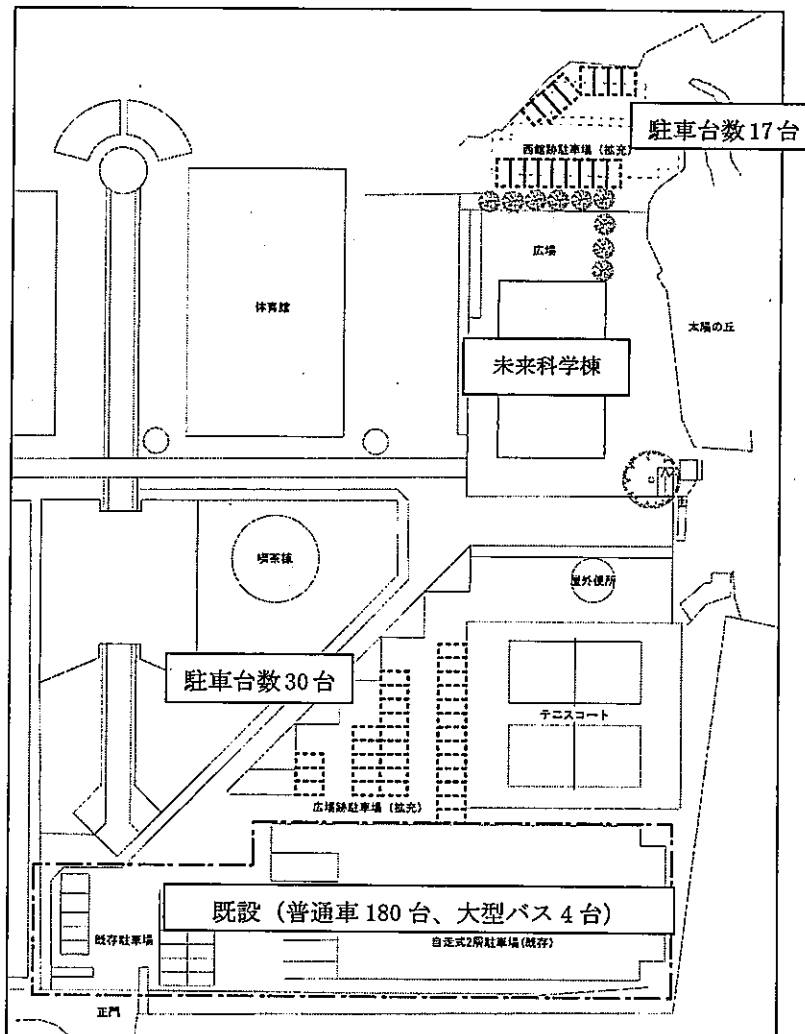 駐車台数17台
西館跡駐車場(拡充)
広場
体育館
太陽の丘
未来科学棟
喫茶棟
屋外便所
駐車台数30台
テニスコート
広場跡駐車場(拡充)
既設(普通車180台、大型バス4台)
既存駐車場
自走式2階駐車場(既存)
正門